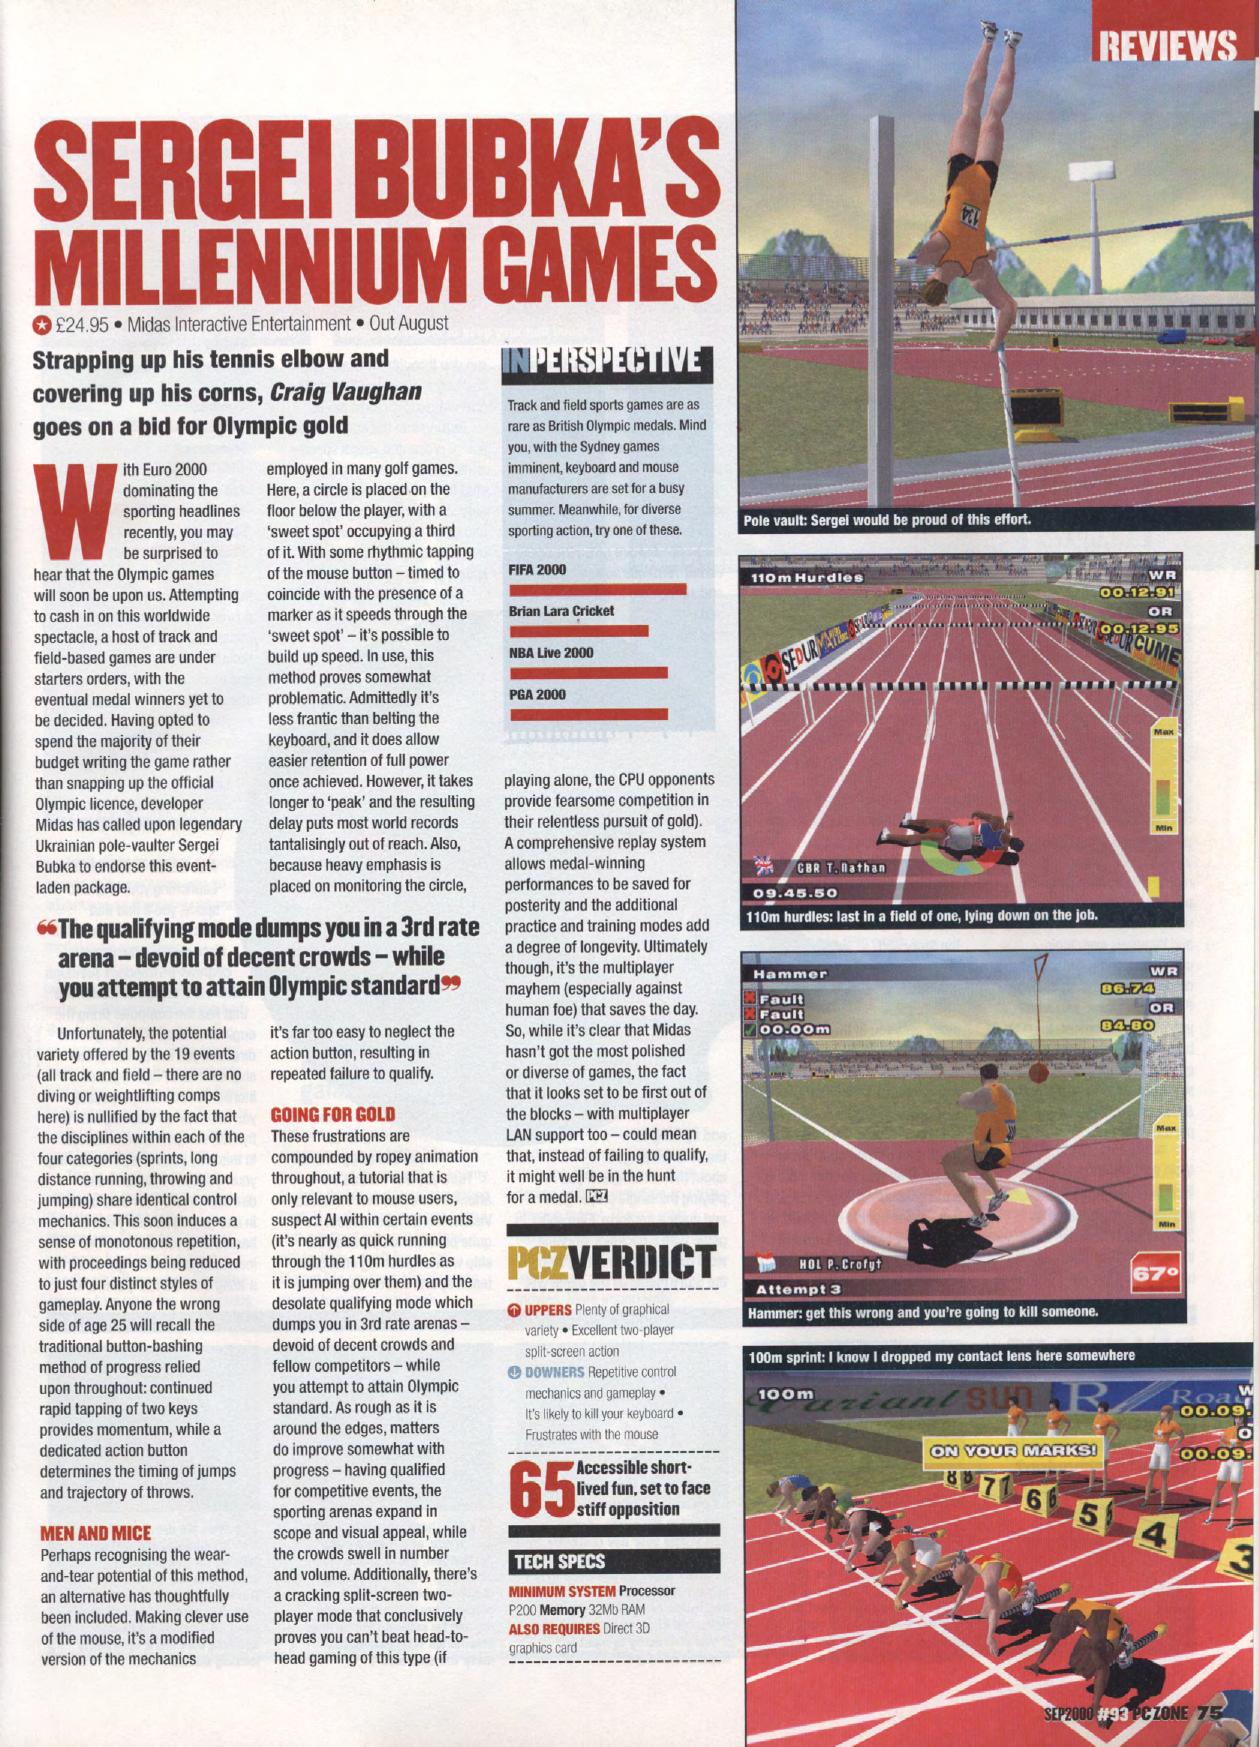 REVIEWS
SERGEI BUBKA'S
MILLENNIUM GAMES
£24.95 • Midas Interactive Entertainment • Out August
Strapping up his tennis elbow and
covering up his corns, Craig Vaughan
goes on a bid for Olympic gold
With Euro 2000
dominating the
sporting headlines
recently, you may
be surprised to
hear that the Olympic games
will soon be upon us. Attempting
to cash in on this worldwide
spectacle, a host of track and
field-based games are under
starters orders, with the
eventual medal winners yet to
be decided. Having opted to
spend the majority of their
budget writing the game rather
than snapping up the official
Olympic licence, developer
Midas has called upon legendary
Ukrainian pole-vaulter Sergei
Bubka to endorse this event-
laden package.
“The qualifying mode dumps you in a 3rd rate
arena – devoid of decent crowds – while
you attempt to attain Olympic standard”
Unfortunately, the potential
variety offered by the 19 events
(all track and field – there are no
diving or weightlifting comps
here) is nullified by the fact that
the disciplines within each of the
four categories (sprints, long
distance running, throwing and
jumping) share identical control
mechanics. This soon induces a
sense of monotonous repetition,
with proceedings being reduced
to just four distinct styles of
gameplay. Anyone the wrong
side of age 25 will recall the
traditional button-bashing
method of progress relied
upon throughout: continued
rapid tapping of two keys
provides momentum, while a
dedicated action button
determines the timing of jumps
and trajectory of throws.
MEN AND MICE
Perhaps recognising the wear-
and-tear potential of this method,
an alternative has thoughtfully
been included. Making clever use
of the mouse, it's a modified
version of the mechanics
employed in many golf games.
Here, a circle is placed on the
floor below the player, with a
'sweet spot' occupying a third
of it. With some rhythmic tapping
of the mouse button – timed to
coincide with the presence of a
marker as it speeds through the
'sweet spot' – it's possible to
build up speed. In use, this
method proves somewhat
problematic. Admittedly it's
less frantic than belting the
keyboard, and it does allow
easier retention of full power
once achieved. However, it takes
longer to 'peak' and the resulting
delay puts most world records
tantalisingly out of reach. Also,
because heavy emphasis is
placed on monitoring the circle,
it's far too easy to neglect the
action button, resulting in
repeated failure to qualify.
GOING FOR GOLD
These frustrations are
compounded by ropey animation
throughout, a tutorial that is
only relevant to mouse users,
suspect AI within certain events
(it's nearly as quick running
through the 110m hurdles as
it is jumping over them) and the
desolate qualifying mode which
dumps you in 3rd rate arenas –
devoid of decent crowds and
fellow competitors – while
you attempt to attain Olympic
standard. As rough as it is
around the edges, matters
do improve somewhat with
progress – having qualified
for competitive events, the
sporting arenas expand in
scope and visual appeal, while
the crowds swell in number
and volume. Additionally, there's
a cracking split-screen two-
player mode that conclusively
proves you can't beat head-to-
head gaming of this type (if
INPERSPECTIVE
Track and field sports games are as
rare as British Olympic medals. Mind
you, with the Sydney games
imminent, keyboard and mouse
manufacturers are set for a busy
summer. Meanwhile, for diverse
sporting action, try one of these.
FIFA 2000
Brian Lara Cricket
NBA Live 2000
PGA 2000
playing alone, the CPU opponents
provide fearsome competition in
their relentless pursuit of gold).
A comprehensive replay system
allows medal-winning
performances to be saved for
posterity and the additional
practice and training modes add
a degree of longevity. Ultimately
though, it's the multiplayer
mayhem (especially against
human foe) that saves the day.
So, while it's clear that Midas
hasn't got the most polished
or diverse of games, the fact
that it looks set to be first out of
the blocks – with multiplayer
LAN support too – could mean
that, instead of failing to qualify,
it might well be in the hunt
for a medal. PCZ
PCZVERDICT
UPPERS Plenty of graphical
variety • Excellent two-player
split-screen action
DOWNERS Repetitive control
mechanics and gameplay •
It's likely to kill your keyboard •
Frustrates with the mouse
65 Accessible short-
lived fun, set to face
stiff opposition
TECH SPECS
MINIMUM SYSTEM Processor
P200 Memory 32Mb RAM
ALSO REQUIRES Direct 3D
graphics card
134
Pole vault: Sergei would be proud of this effort.
110m Hurdles
WR
00.12.91
OR
00.12.95
SEDUR
CUME
Max
Min
GBR T. Nathan
09.45.50
110m hurdles: last in a field of one, lying down on the job.
Hammer
WR
86.74
OR
84.80
Fault
Fault
00.00m
Max
Min
HOL P. Crofyt
67°
Attempt 3
Hammer: get this wrong and you're going to kill someone.
100m sprint: I know I dropped my contact lens here somewhere
100m
Variant SUN R Roa
W
00.09.
O
00.09.
ON YOUR MARKS!
8 8 7 7 6 6 5 4 3
SEP2000 #93 PCZONE 75